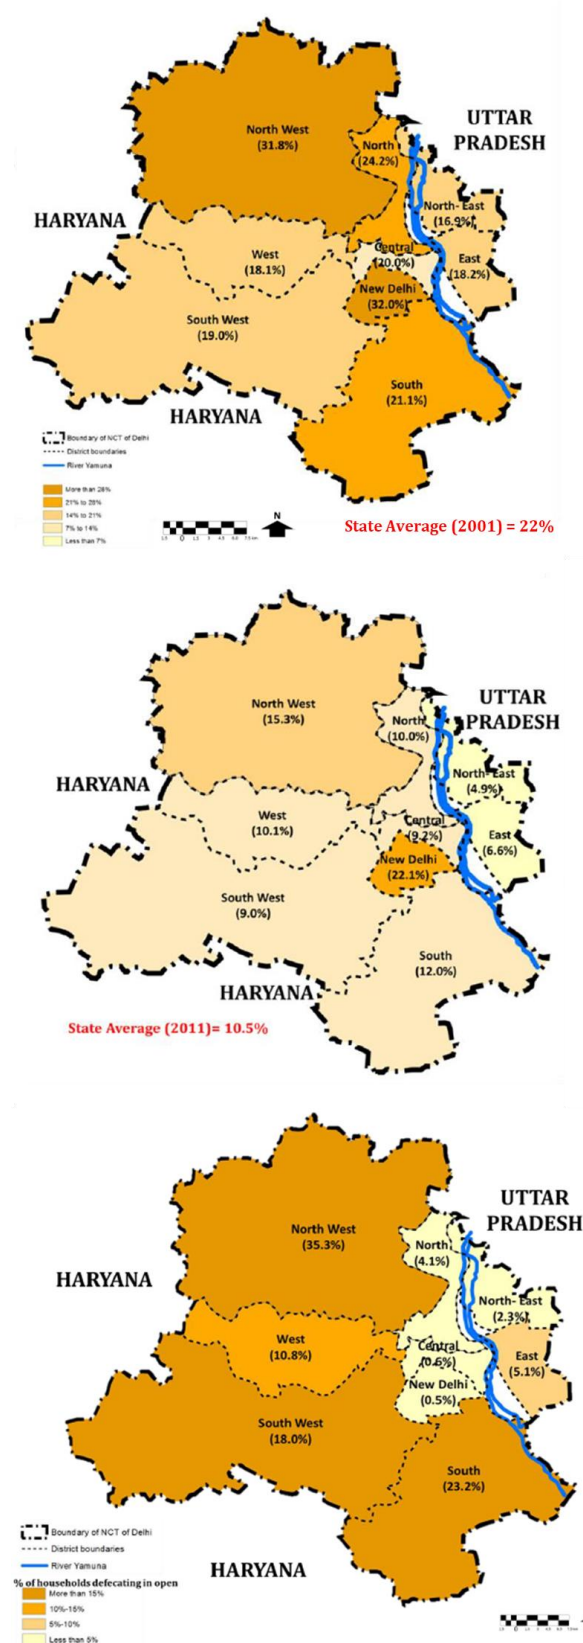 North West
(31.8%)
North
(24.2%)
UTTAR
PRADESH
HARYANA
North- East
(16.9%)
West
(18.1%)
Central
(20.0%)
East
(18.2%)
New Delhi
(32.0%)
South West
(19.0%)
South
(21.1%)
HARYANA
Boundary of NCT of Delhi
District boundaries
River Yamuna
More than 28%
21% to 28%
14% to 21%
7% to 14%
Less than 7%
N
State Average (2001) = 22%
North West
(15.3%)
North
(10.0%)
UTTAR
PRADESH
HARYANA
North- East
(4.9%)
West
(10.1%)
Central
(9.2%)
East
(6.6%)
New Delhi
(22.1%)
South West
(9.0%)
South
(12.0%)
HARYANA
State Average (2011)= 10.5%
North West
(35.3%)
North
(4.1%)
UTTAR
PRADESH
HARYANA
North- East
(2.3%)
West
(10.8%)
Central
(0.6%)
East
(5.1%)
New Delhi
(0.5%)
South West
(18.0%)
South
(23.2%)
Boundary of NCT of Delhi
District boundaries
River Yamuna
HARYANA
% of households defecating in open
More than 15%
10%-15%
5%-10%
Less than 5%